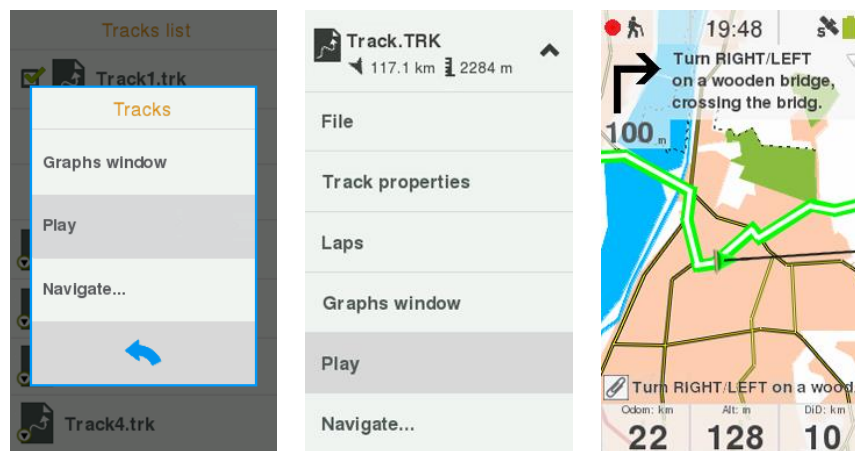 Tracks list
Track1.trk
Tracks
Graphs window
Play
Navigate...
Track4.trk
Track.TRK
117.1 km 2284 m
File
Track properties
Laps
Graphs window
Play
Navigate...
19:48
S
Turn RIGHT/LEFT
on a wooden bridge,
crossing the bridg.
100 m
Turn RIGHT/LEFT on a wood
Odom: km Alt: m DiD: km
22 128 10